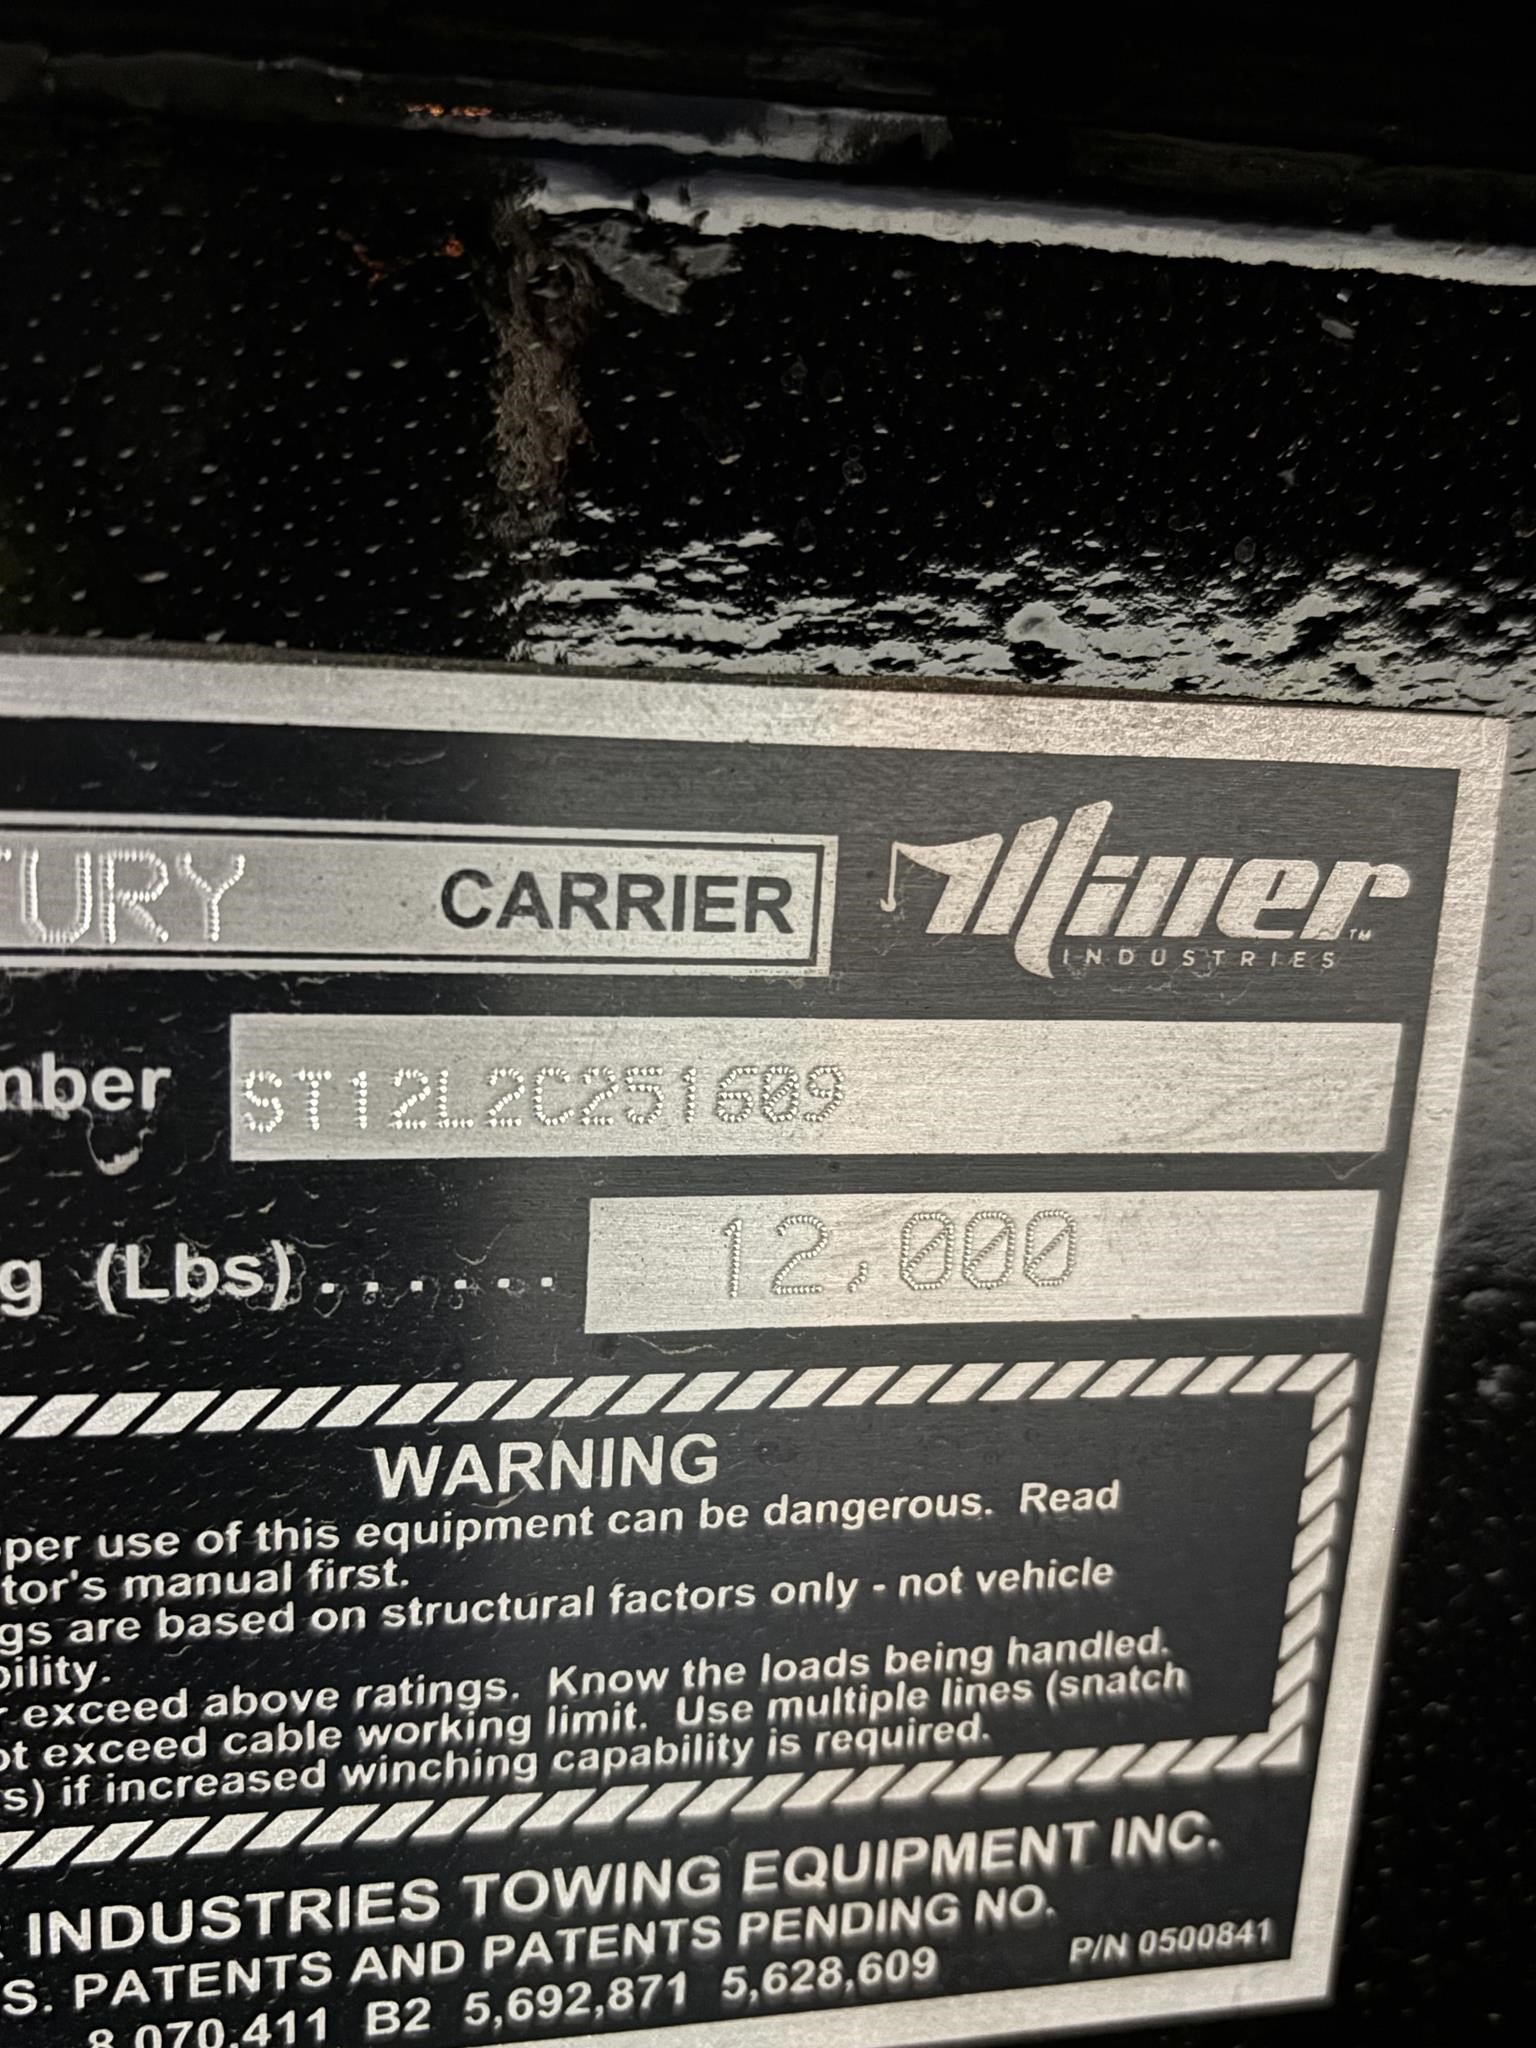 TURY CARRIER
Miller™
INDUSTRIES
mber ST12L2C251609
g (Lbs)...... 12,000
WARNING
per use of this equipment can be dangerous. Read
tor's manual first.
gs are based on structural factors only - not vehicle
bility.
r exceed above ratings. Know the loads being handled.
ot exceed cable working limit. Use multiple lines (snatch
s) if increased winching capability is required.
R INDUSTRIES TOWING EQUIPMENT INC.
S. PATENTS AND PATENTS PENDING NO.
8,070,411 B2 5,692,871 5,628,609 P/N 0500841